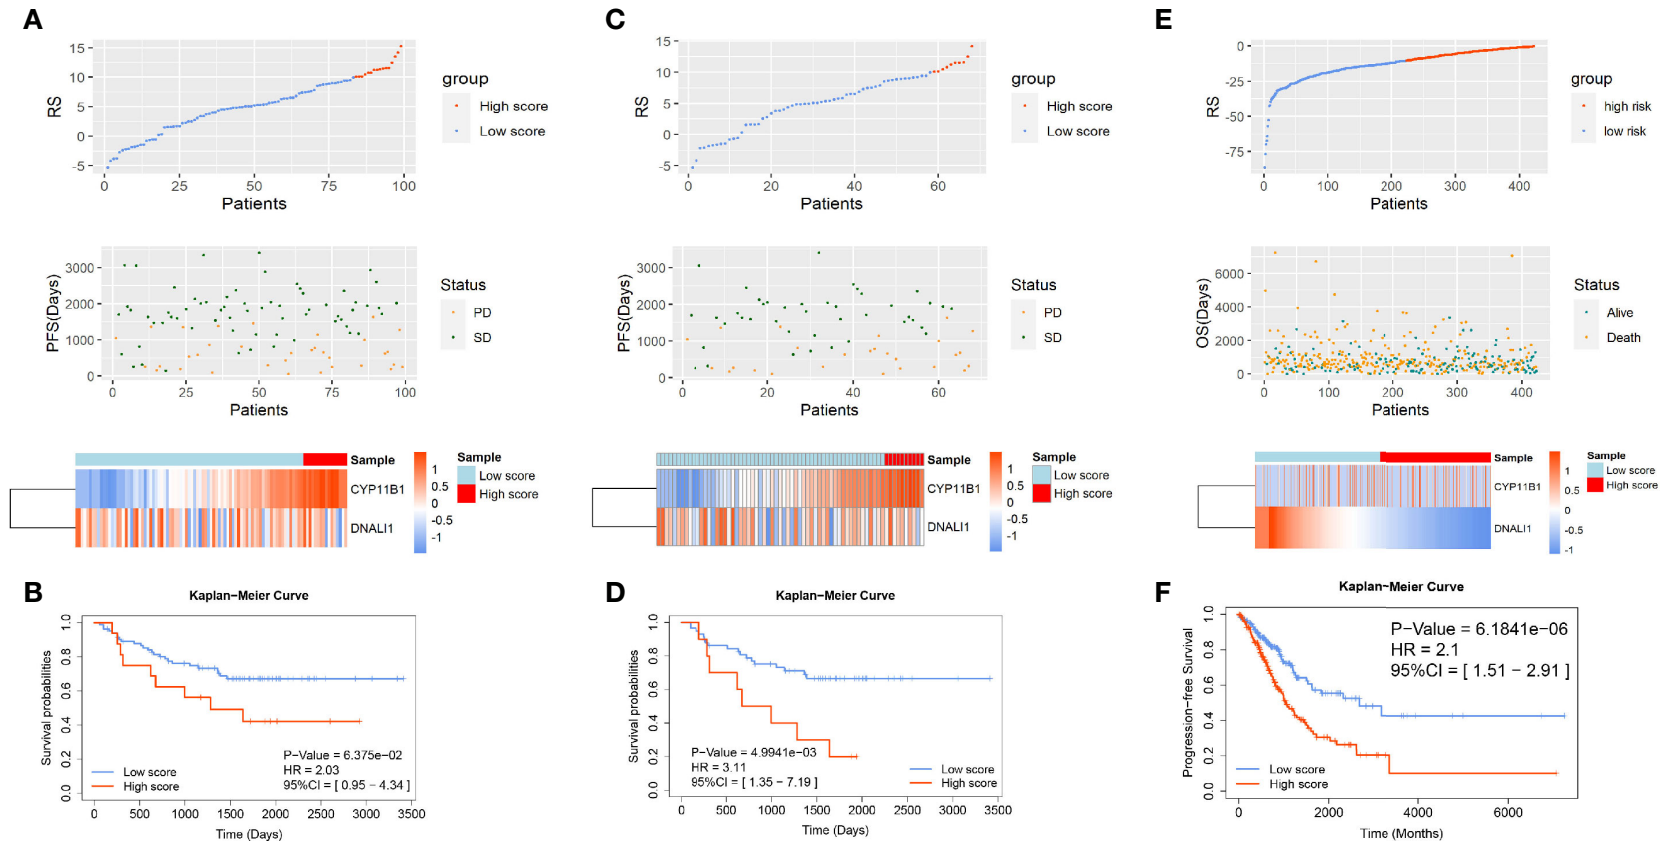 A
RS
15
10
5
0
-5
0
25
50
75
100
Patients
group
High score
Low score
PFS(Days)
3000
2000
1000
0
0
25
50
75
100
Patients
Status
PD
SD
Sample
CYP11B1
DNALI1
1
0.5
0
-0.5
-1
Sample
Low score
High score
B
Kaplan−Meier Curve
Survival probabilities
1.0
0.8
0.6
0.4
0.2
0.0
P−Value = 6.375e−02
HR = 2.03
95%CI = [ 0.95 − 4.34 ]
Low score
High score
0
500
1000
1500
2000
2500
3000
3500
Time (Days)
C
RS
15
10
5
0
-5
0
20
40
60
Patients
group
High score
Low score
PFS(Days)
3000
2000
1000
0
0
20
40
60
Patients
Status
PD
SD
Sample
CYP11B1
DNALI1
1
0.5
0
-0.5
-1
Sample
Low score
High score
D
Kaplan−Meier Curve
Survival probabilities
1.0
0.8
0.6
0.4
0.2
0.0
P−Value = 4.9941e−03
HR = 3.11
95%CI = [ 1.35 − 7.19 ]
Low score
High score
0
500
1000
1500
2000
2500
3000
3500
Time (Days)
E
RS
0
-25
-50
-75
0
100
200
300
400
Patients
group
high risk
low risk
OS(Days)
6000
4000
2000
0
0
100
200
300
400
Patients
Status
Alive
Death
Sample
CYP11B1
DNALI1
1
0.5
0
-0.5
-1
Sample
Low score
High score
F
Kaplan−Meier Curve
Progression−free Survival
1.0
0.8
0.6
0.4
0.2
0.0
P−Value = 6.1841e−06
HR = 2.1
95%CI = [ 1.51 − 2.91 ]
Low score
High score
0
2000
4000
6000
Time (Months)